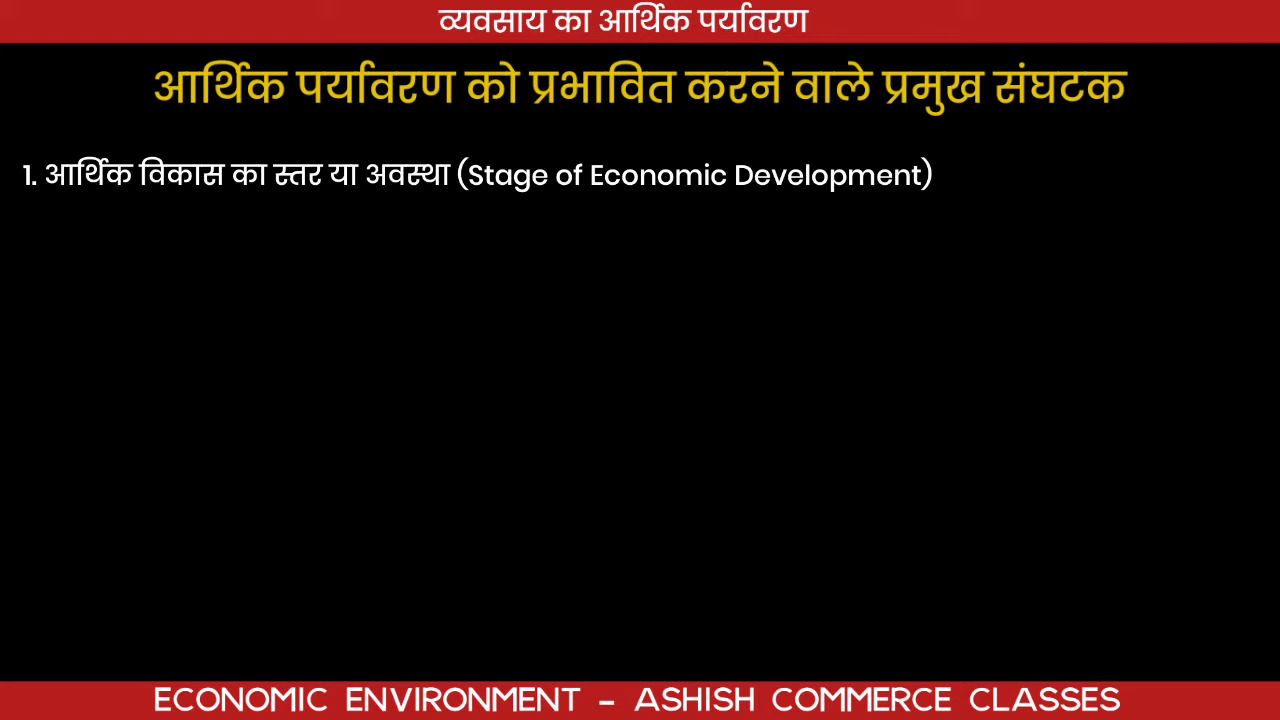 व्यवसाय का आर्थिक पर्यावरण
आर्थिक पर्यावरण को प्रभावित करने वाले प्रमुख संघटक
1. आर्थिक विकास का स्तर या अवस्था (Stage of Economic Development)
ECONOMIC ENVIRONMENT - ASHISH COMMERCE CLASSES